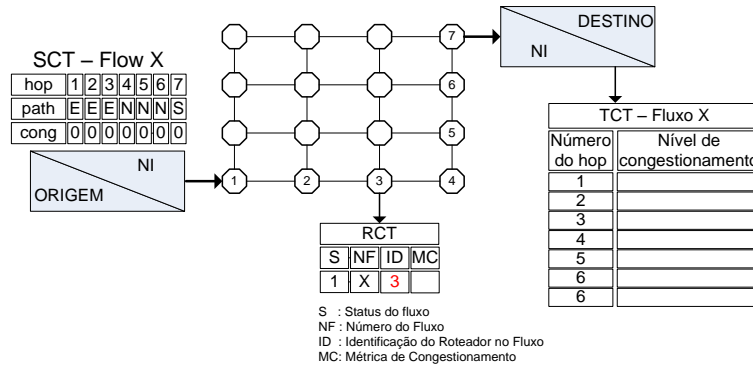 SCT – Flow X
hop 1 2 3 4 5 6 7
path E E E N N N S
cong 0 0 0 0 0 0 0
NI
ORIGEM
7
6
5
1 2 3 4
DESTINO
NI
TCT – Fluxo X
Número do hop
Nível de congestionamento
1
2
3
4
5
6
6
RCT
S NF ID MC
1 X 3
S : Status do fluxo
NF : Número do Fluxo
ID : Identificação do Roteador no Fluxo
MC: Métrica de Congestionamento